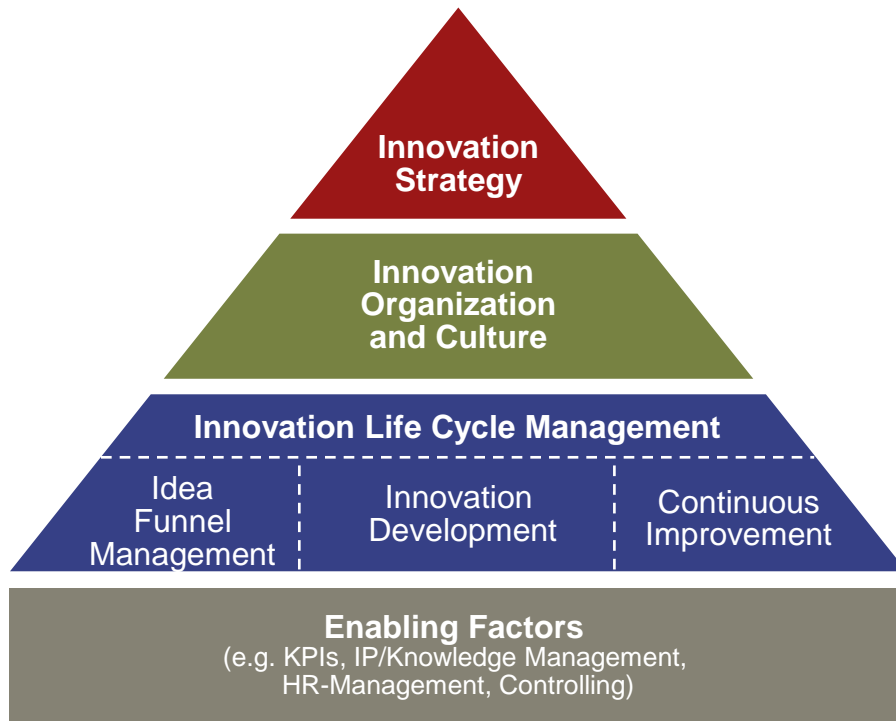 Innovation
Strategy
Innovation
Organization
and Culture
Innovation Life Cycle Management
Idea
Funnel
Management
Innovation
Development
Continuous
Improvement
Enabling Factors
(e.g. KPIs, IP/Knowledge Management,
HR-Management, Controlling)